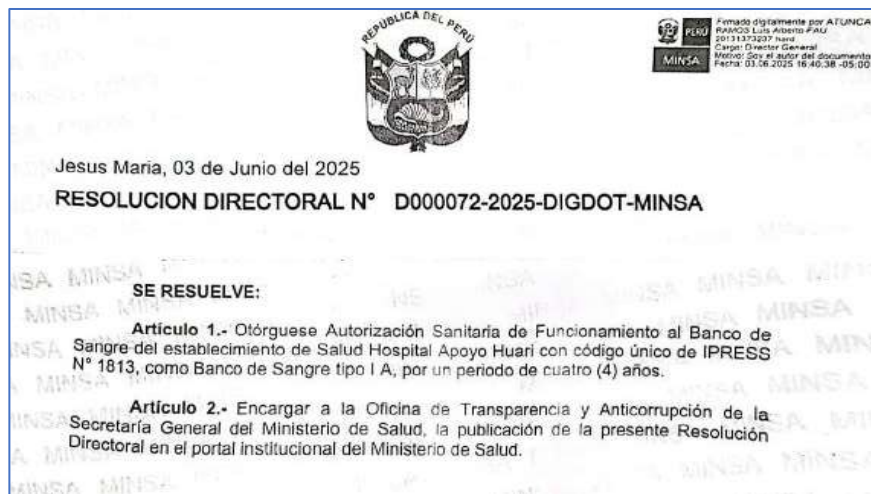 REPUBLICA DEL PERÚ
PERÚ
MINSA
Firmado digitalmente por ATUNCA
RAMOS Luis Alberto FAU
20131373237 hard
Cargo: Director General
Motivo: Soy el autor del documento
Fecha: 03.06.2025 16:40:38 -05:00
Jesus Maria, 03 de Junio del 2025
RESOLUCION DIRECTORAL N° D000072-2025-DIGDOT-MINSA
SE RESUELVE:
Artículo 1.- Otórguese Autorización Sanitaria de Funcionamiento al Banco de
Sangre del establecimiento de Salud Hospital Apoyo Huari con código único de IPRESS
N° 1813, como Banco de Sangre tipo I A, por un periodo de cuatro (4) años.
Artículo 2.- Encargar a la Oficina de Transparencia y Anticorrupción de la
Secretaría General del Ministerio de Salud, la publicación de la presente Resolución
Directoral en el portal institucional del Ministerio de Salud.